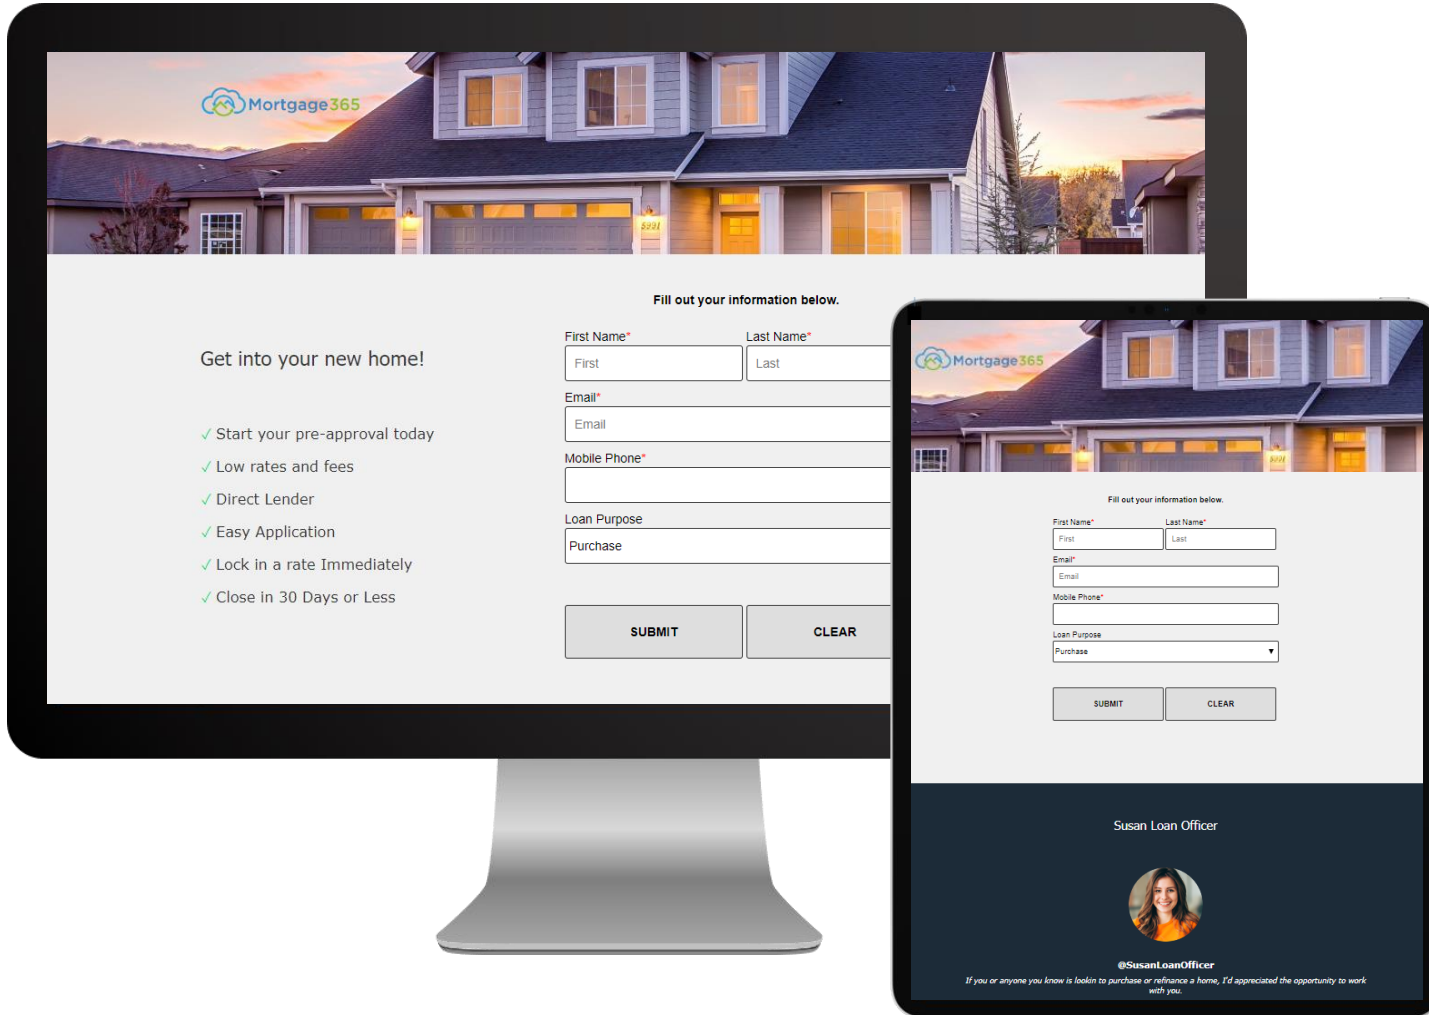 Mortgage365
5991
Fill out your information below.
Get into your new home!
✓ Start your pre-approval today
✓ Low rates and fees
✓ Direct Lender
✓ Easy Application
✓ Lock in a rate Immediately
✓ Close in 30 Days or Less
First Name* Last Name*
First Last
Email*
Email
Mobile Phone*
Loan Purpose
Purchase
SUBMIT CLEAR
Mortgage365
5991
Fill out your information below.
First Name* Last Name*
First Last
Email*
Email
Mobile Phone*
Loan Purpose
Purchase
SUBMIT CLEAR
Susan Loan Officer
@SusanLoanOfficer
If you or anyone you know is lookin to purchase or refinance a home, I'd appreciated the opportunity to work
with you.